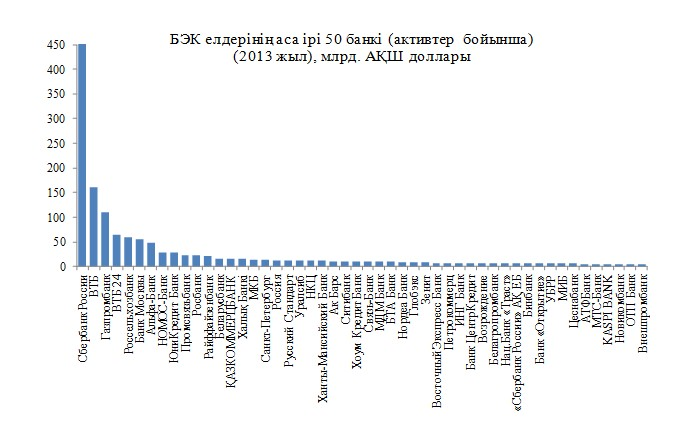 БЭК елдерінің аса ірі 50 банкі (активтер бойынша)
(2013 жыл), млрд. АҚШ доллары
450
400
350
300
250
200
150
100
50
0
Сбербанк России
ВТБ
Газпромбанк
ВТБ 24
Россельхозбанк
Банк Москвы
Альфа-Банк
НОМОС-Банк
ЮниКредит Банк
Промсвязьбанк
Росбанк
Райффайзенбанк
Беларусбанк
ҚАЗКОММЕРЦБАНК
Халық Банкі
МКБ
Санкт-Петербург
Россия
Русский Стандарт
Уралсиб
НКЦ
Ханты-Мансийский Банк
Ак Барс
Ситибанк
Хоум Кредит Банк
Связь-Банк
МДМ Банк
БТА Банк
Нордеа Банк
Глобэкс
Зенит
Восточный Экспресс Банк
Петрокоммерц
ИНГ Банк
Банк ЦентрКредит
Возрождение
Белагропромбанк
Нац.Банк «Траст»
«Сбербанк России» АҚ ЕБ
Бинбанк
Банк «Открытие»
УБРР
МИБ
Цеснабанк
АТФБанк
МТС-Банк
KASPI BANK
Новикомбанк
ОТП Банк
Внешпромбанк